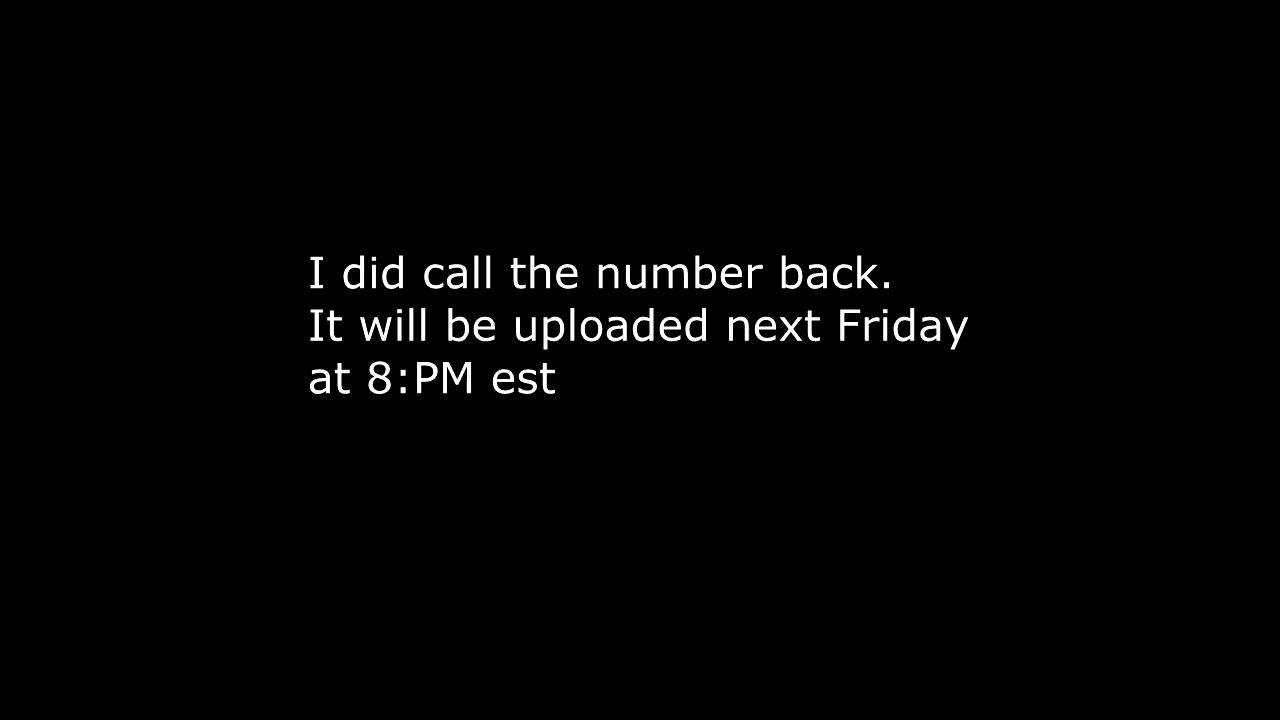 I did call the number back.
It will be uploaded next Friday
at 8:PM est